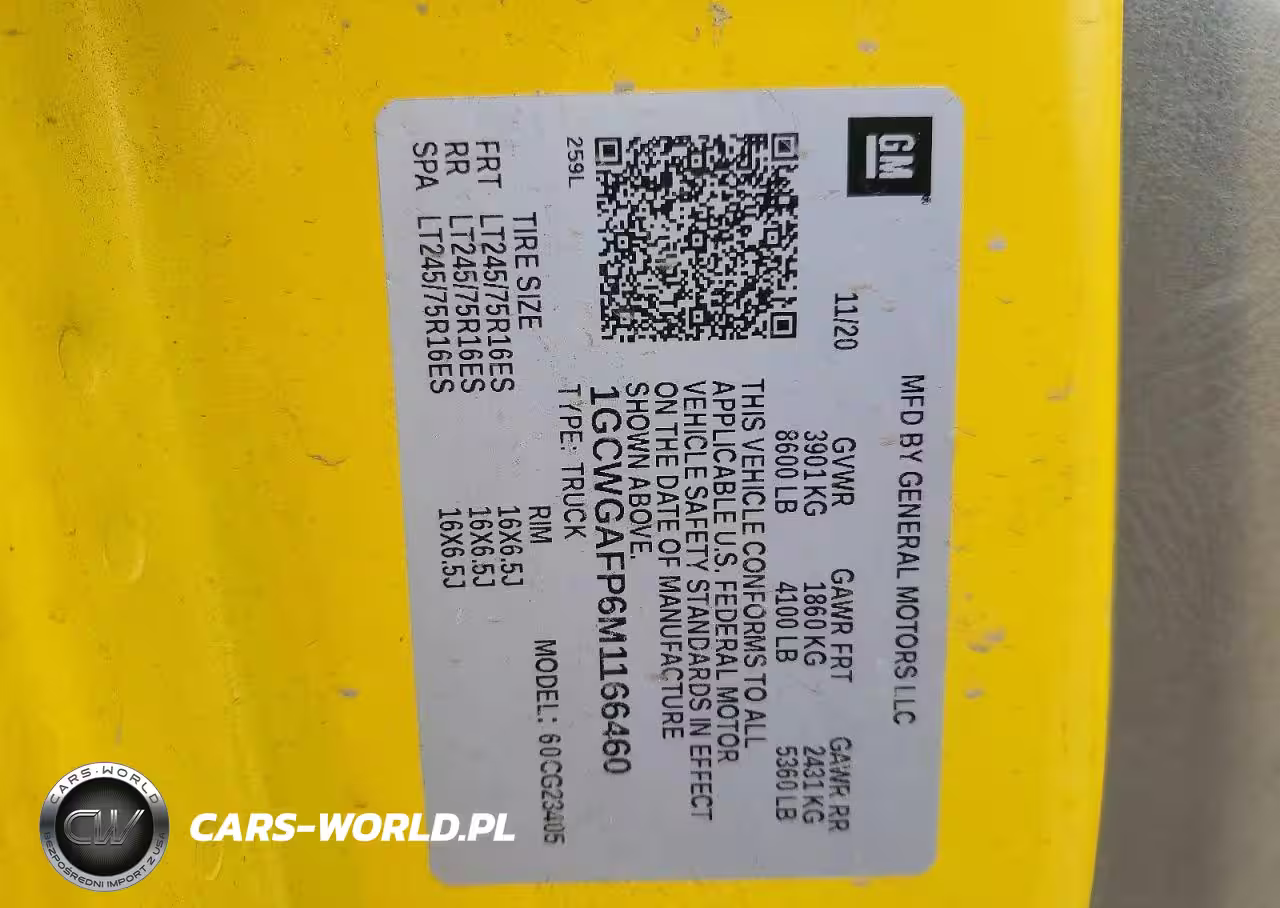 GM
MFD BY GENERAL MOTORS LLC
11/20 GVWR GAWR FRT GAWR RR
3901 KG 1860 KG 2431 KG
8600 LB 4100 LB 5360 LB
THIS VEHICLE CONFORMS TO ALL
APPLICABLE U.S. FEDERAL MOTOR
VEHICLE SAFETY STANDARDS IN EFFECT
ON THE DATE OF MANUFACTURE
SHOWN ABOVE.
1GCWGAFP6M1166460
259L TYPE: TRUCK MODEL: 60CG23405
TIRE SIZE RIM
FRT LT245/75R16ES 16X6.5J
RR LT245/75R16ES 16X6.5J
SPA LT245/75R16ES 16X6.5J
CARS-WORLD
CW
BEZPOŚREDNI IMPORT Z USA
CARS-WORLD.PL